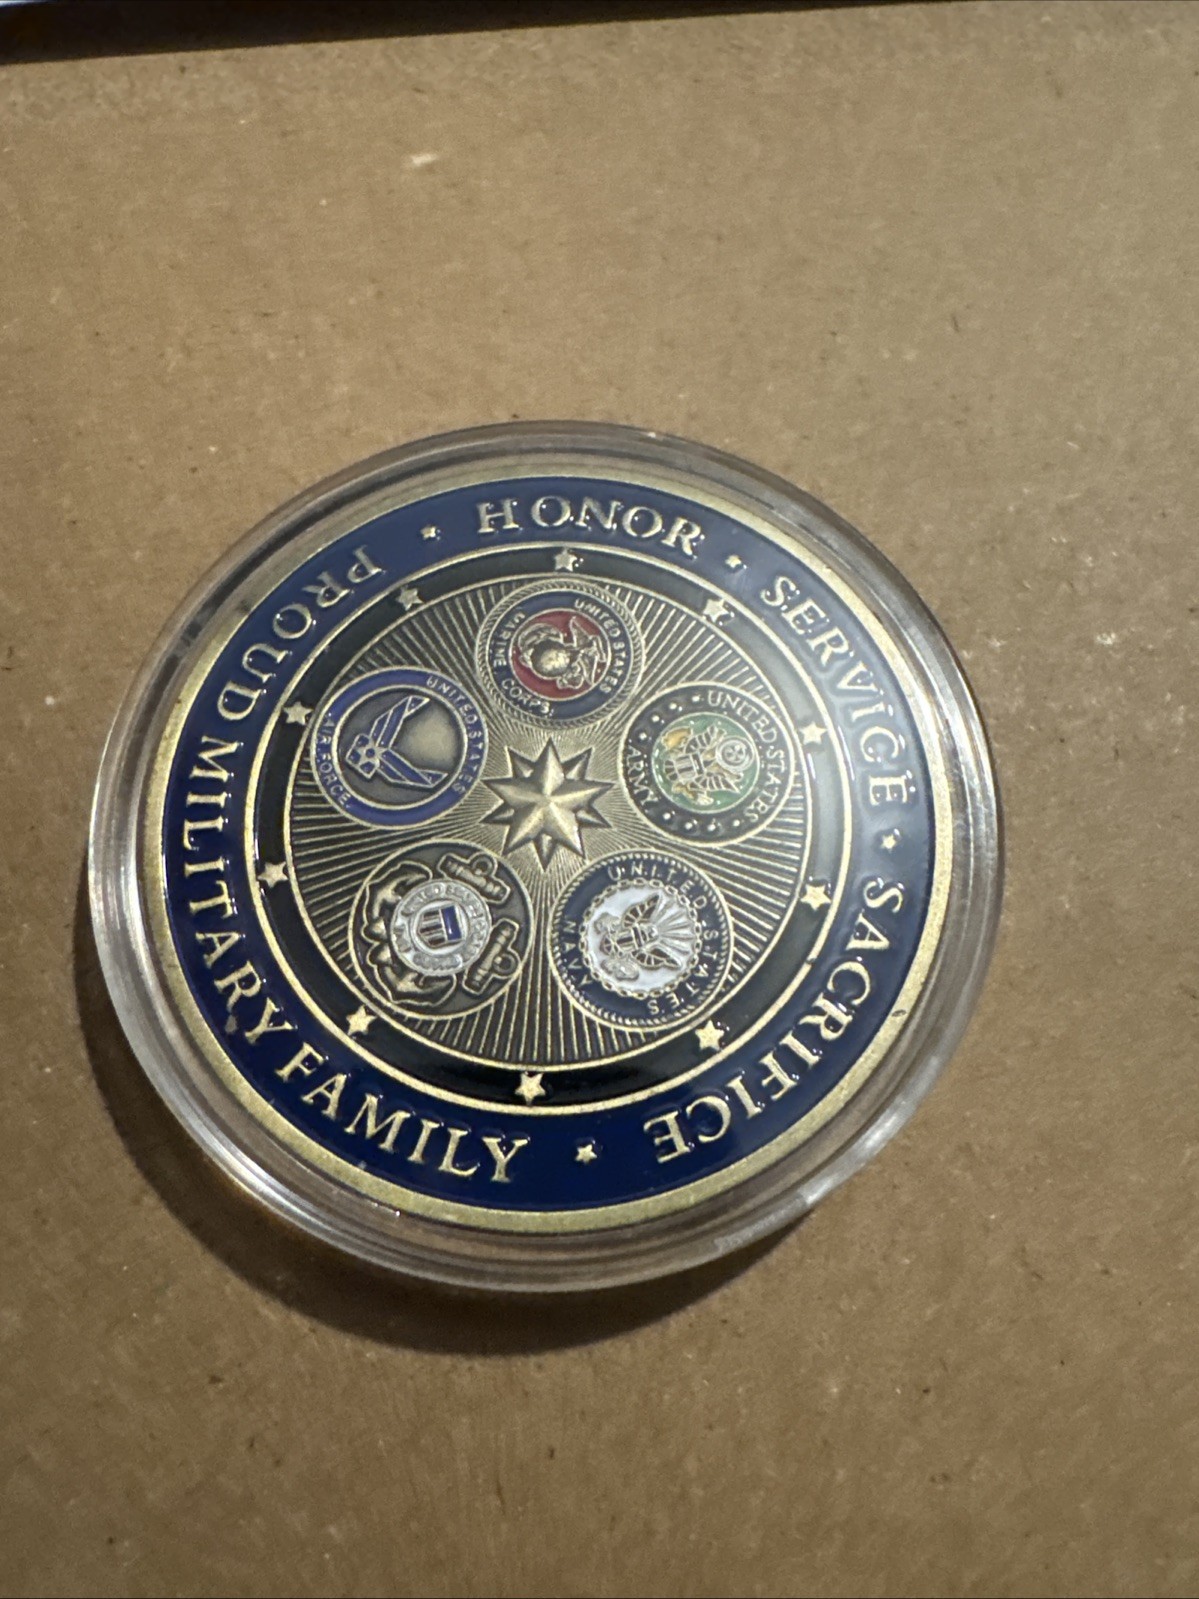 HONOR · SERVICE · SACRIFICE ·
PROUD MILITARY FAMILY ·
UNITED STATES
MARINE CORPS
UNITED STATES
ARMY
UNITED STATES
NAVY
UNITED STATES
AIR FORCE